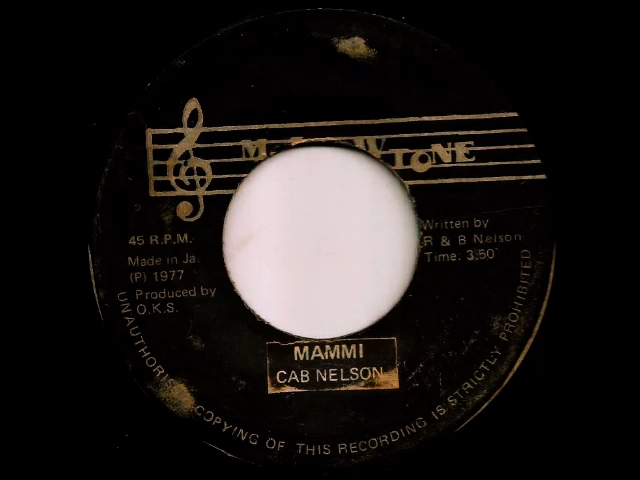 TONE
45 R.P.M.
Made in Ja.
(P) 1977
Produced by
O.K.S.
Written by
R & B Nelson
Time: 3.50
MAMMI
CAB NELSON
COPYING OF THIS RECORDING IS STRICTLY PROHIBITED